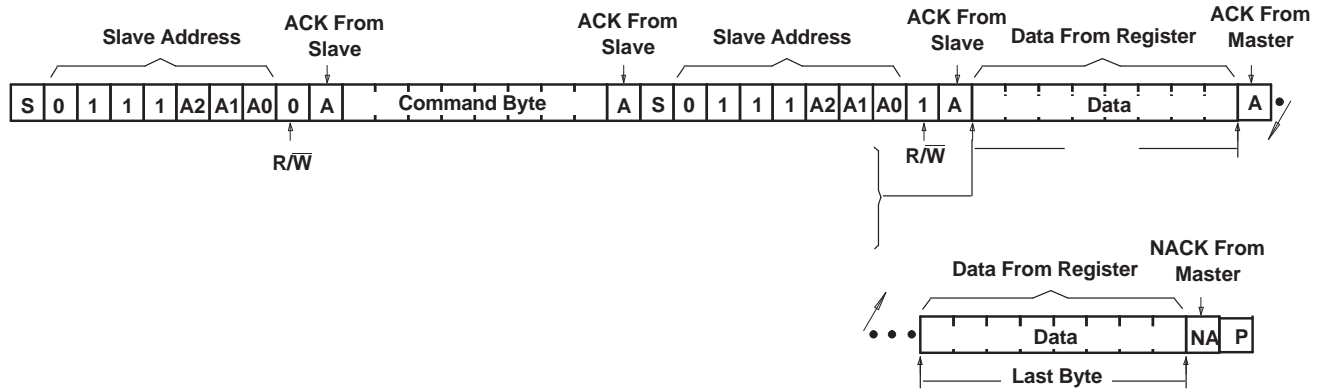 Slave Address
ACK From
Slave
ACK From
Slave
Slave Address
ACK From
Slave
Data From Register
ACK From
Master
S 0 1 1 1 A2 A1 A0 0 A Command Byte A S 0 1 1 1 A2 A1 A0 1 A Data A
R/W̅
R/W̅
Data From Register
NACK From
Master
Data NA P
Last Byte